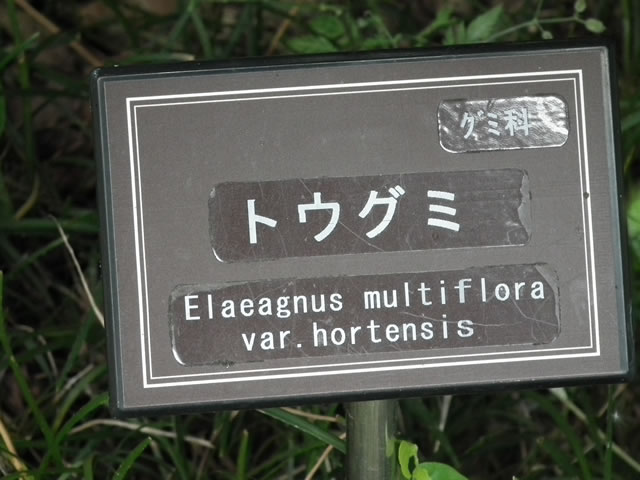 グミ科
トウグミ
Elaeagnus multiflora
var.hortensis